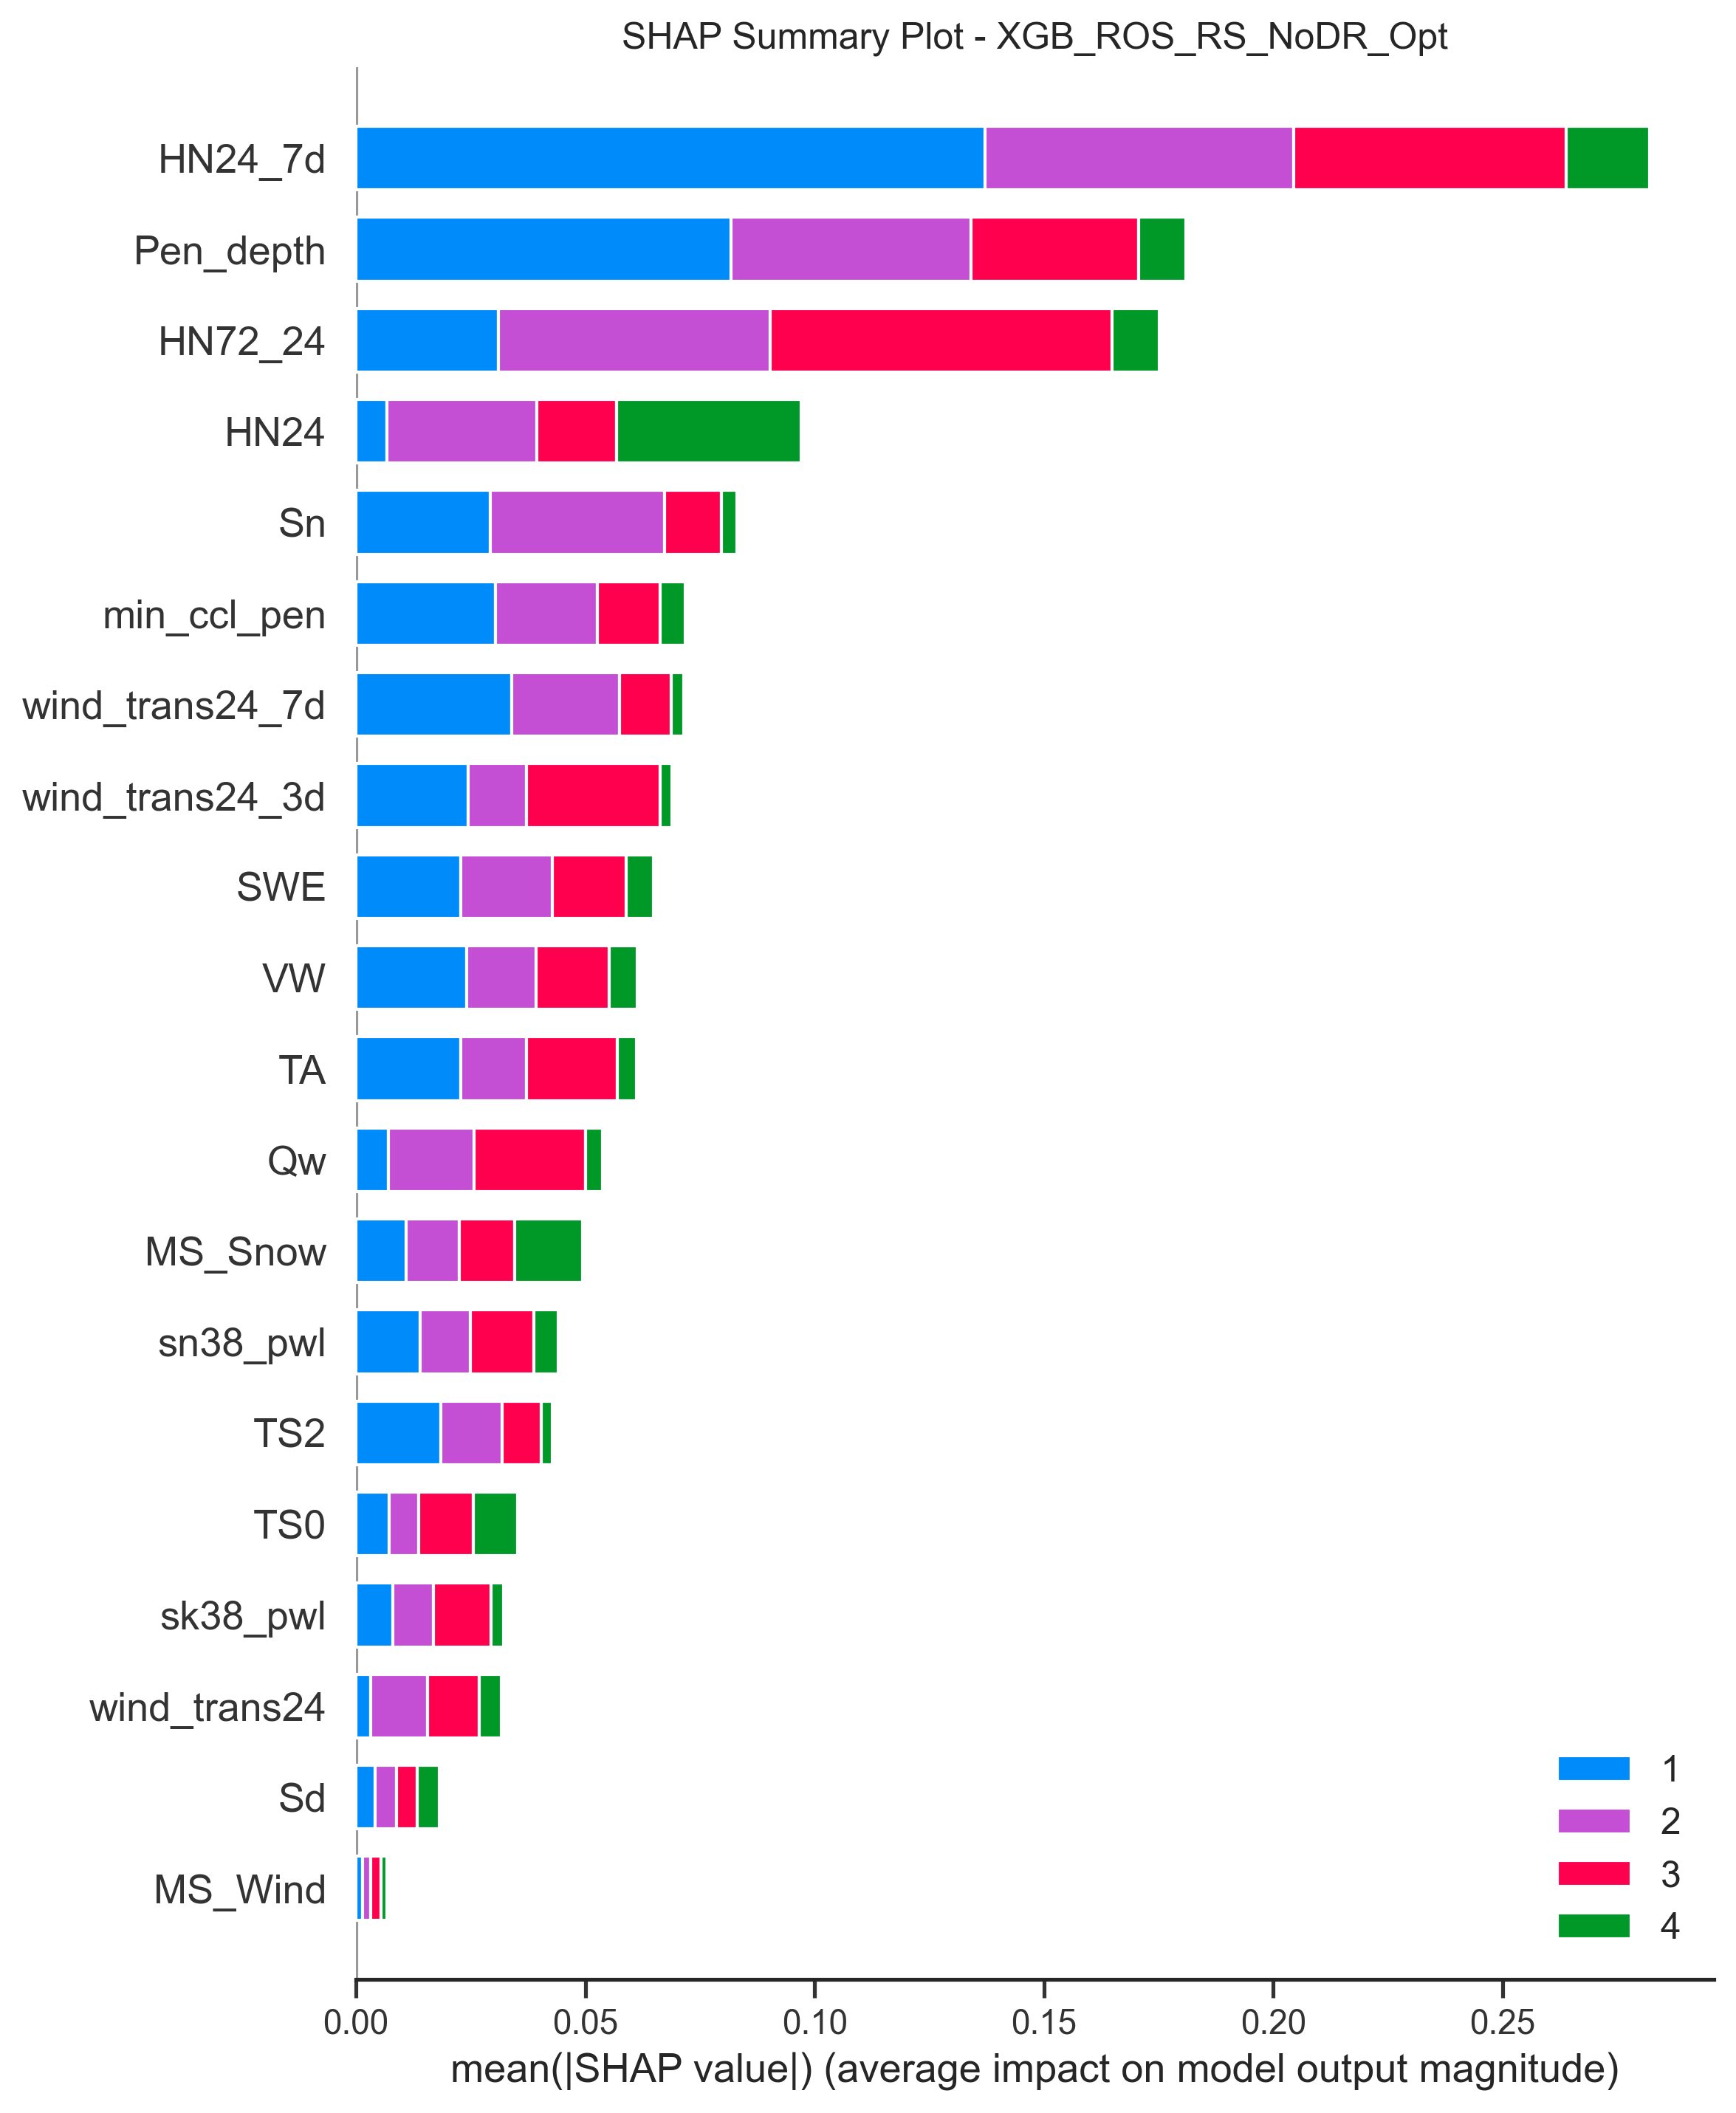 SHAP Summary Plot - XGB_ROS_RS_NoDR_Opt
HN24_7d
Pen_depth
HN72_24
HN24
Sn
min_ccl_pen
wind_trans24_7d
wind_trans24_3d
SWE
VW
TA
Qw
MS_Snow
sn38_pwl
TS2
TS0
sk38_pwl
wind_trans24
Sd
MS_Wind
1
2
3
4
0.00 0.05 0.10 0.15 0.20 0.25
mean(|SHAP value|) (average impact on model output magnitude)